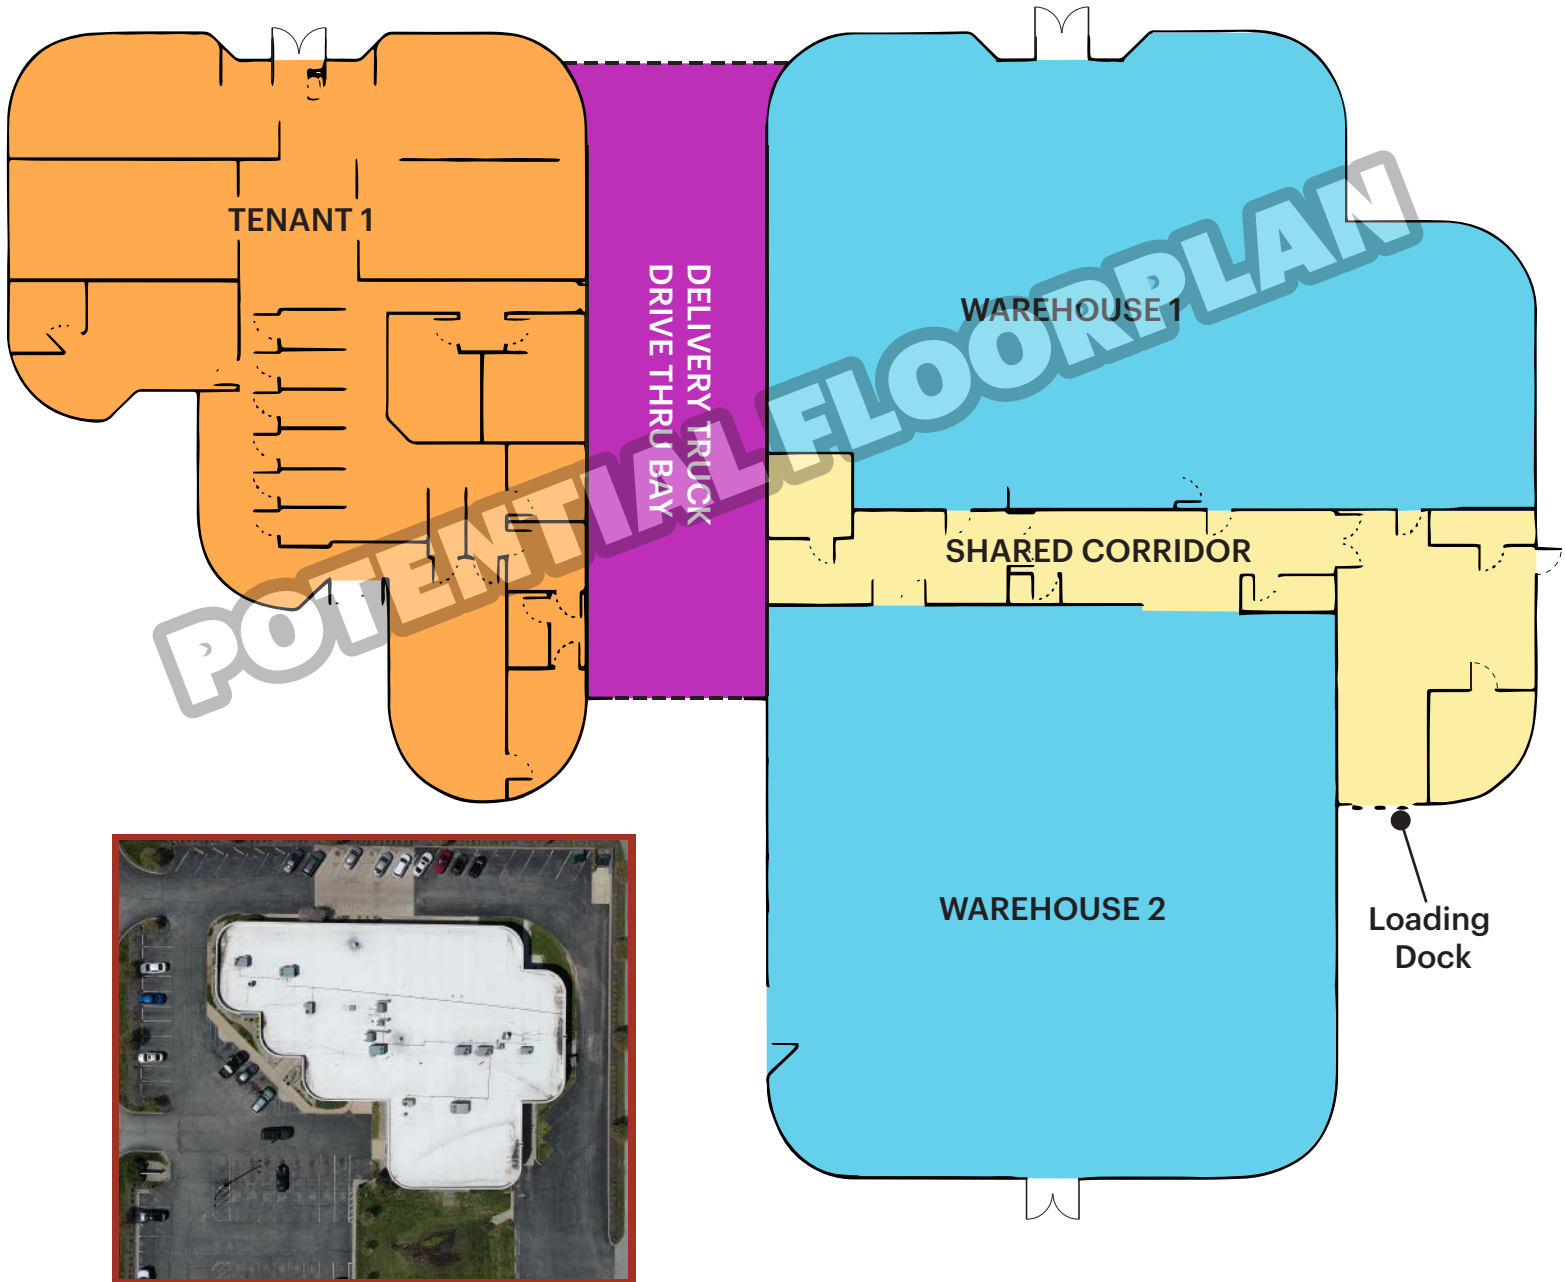 TENANT 1
DELIVERY TRUCK
DRIVE THRU BAY
WAREHOUSE 1
POTENTIAL FLOORPLAN
SHARED CORRIDOR
WAREHOUSE 2
Loading
Dock